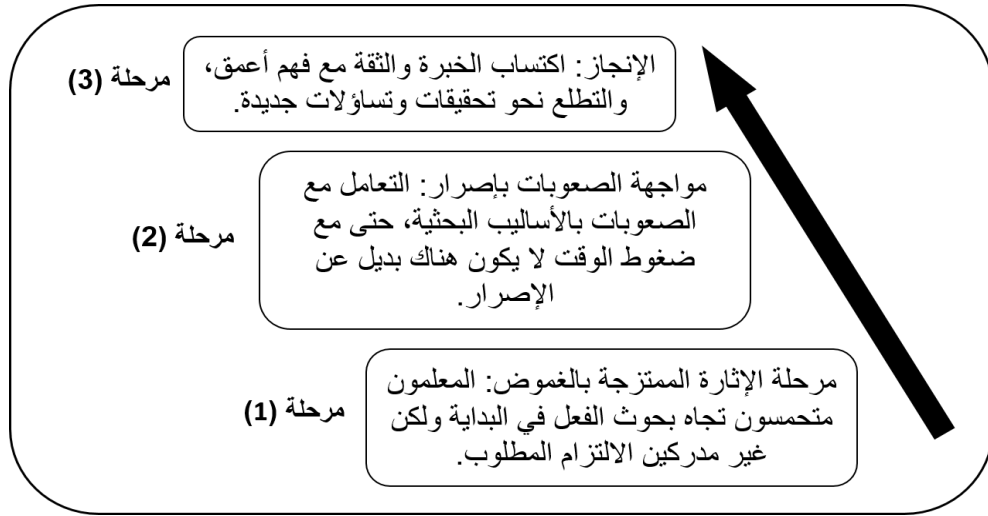 مرحلة (3)
الإنجاز: اكتساب الخبرة والثقة مع فهم أعمق،
والتطلع نحو تحقيقات وتساؤلات جديدة.
مرحلة (2)
مواجهة الصعوبات بإصرار: التعامل مع
الصعوبات بالأساليب البحثية، حتى مع
ضغوط الوقت لا يكون هناك بديل عن
الإصرار.
مرحلة (1)
مرحلة الإثارة الممتزجة بالغموض: المعلمون
متحمسون تجاه بحوث الفعل في البداية ولكن
غير مدركين الالتزام المطلوب.